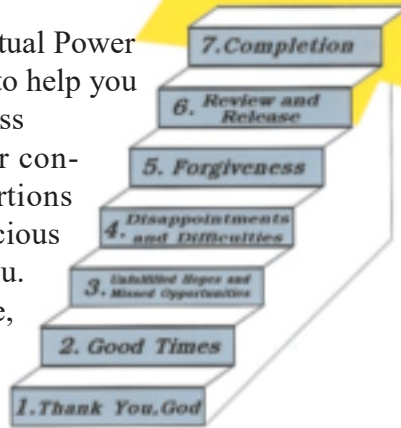 tual Power
to help you
ss
r con-
rtions
cious
u.
e,
7. Completion
6. Review and
Release
5. Forgiveness
4. Disappointments
and Difficulties
3. Unfulfilled Hopes and
Missed Opportunities
2. Good Times
1. Thank You, God